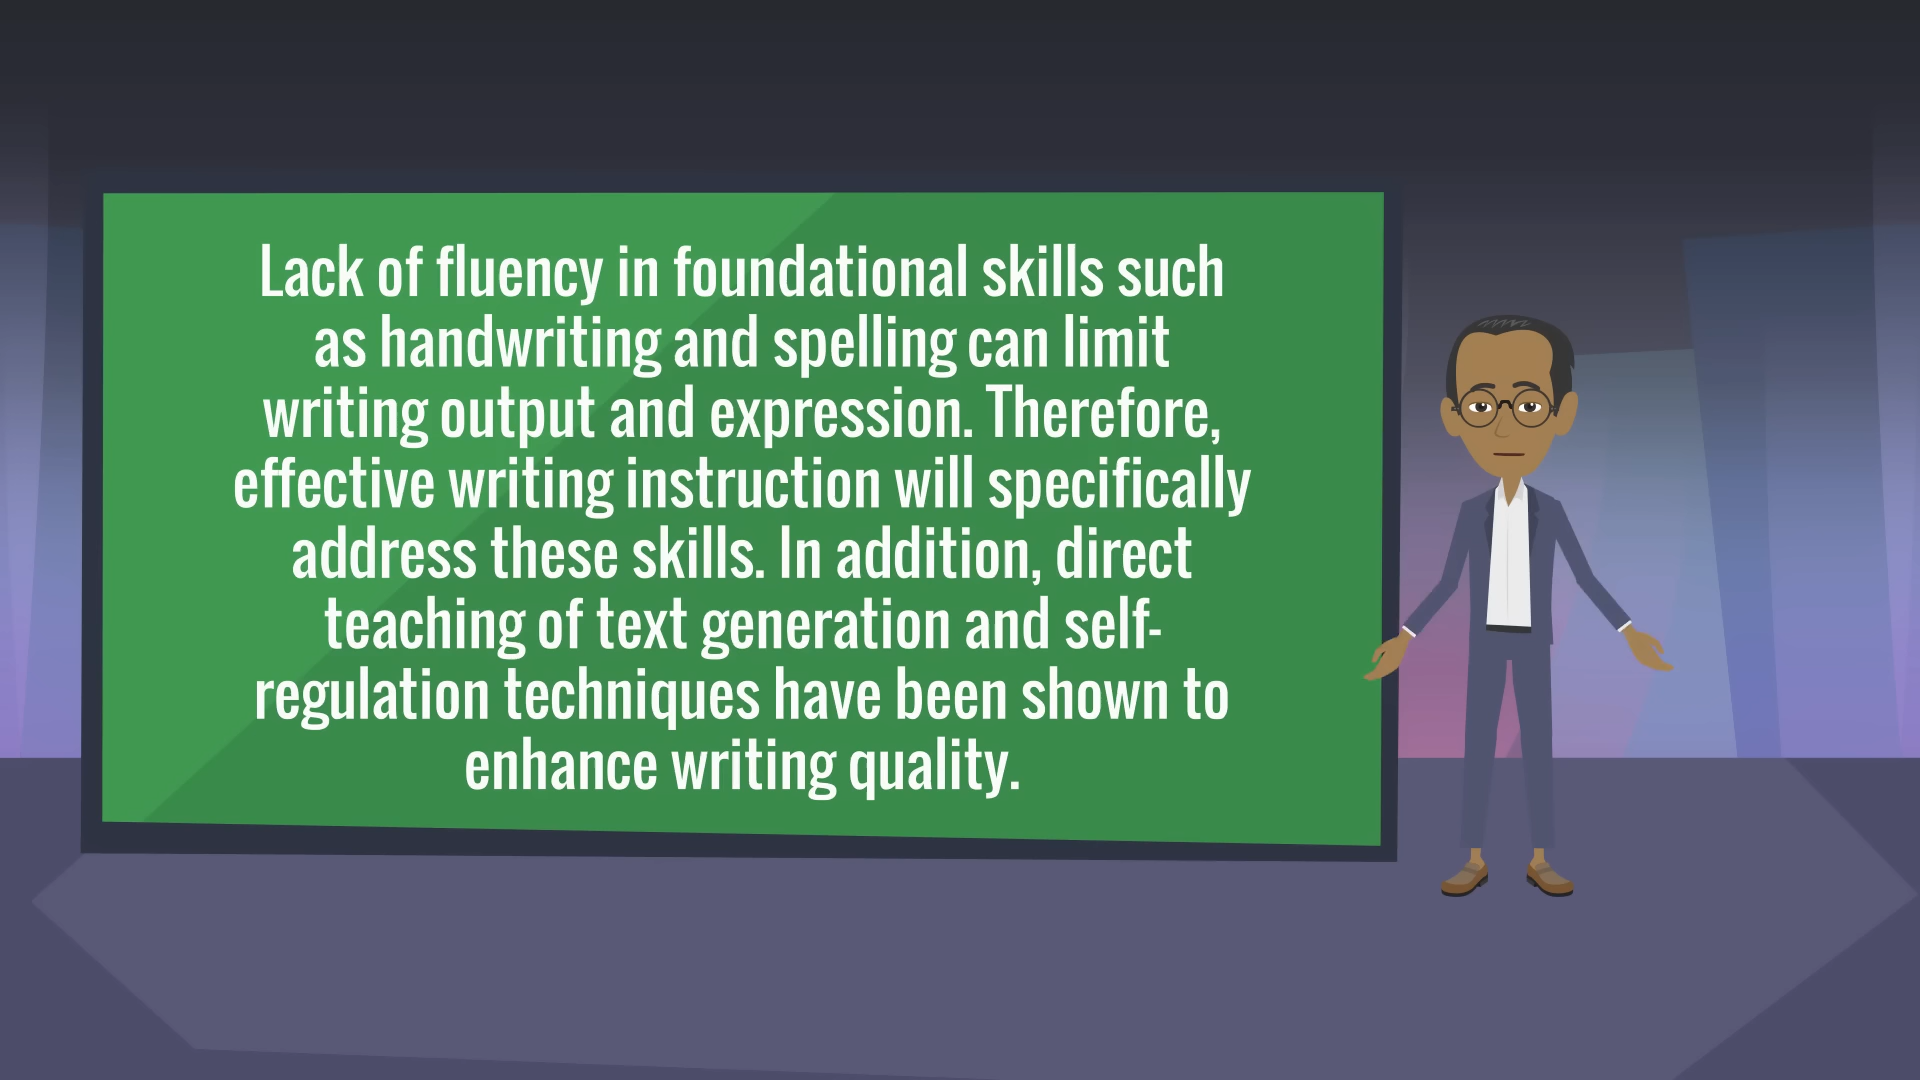 Lack of fluency in foundational skills such
as handwriting and spelling can limit
writing output and expression. Therefore,
effective writing instruction will specifically
address these skills. In addition, direct
teaching of text generation and self-
regulation techniques have been shown to
enhance writing quality.